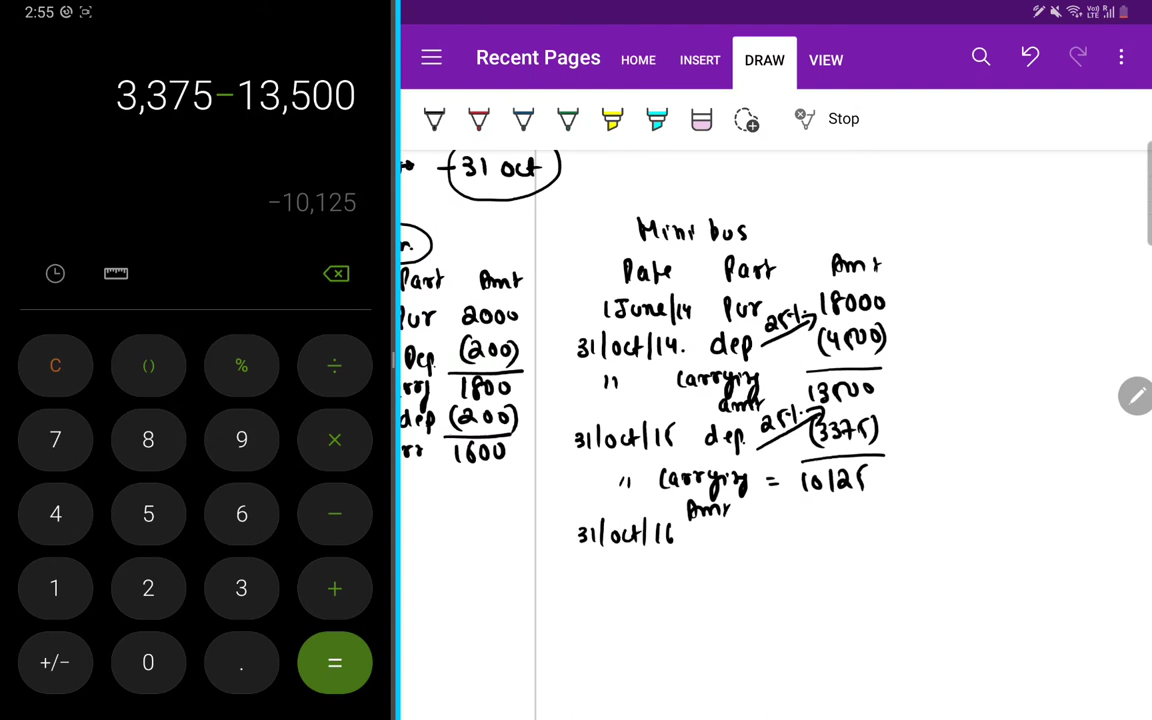 2:55
3,375−13,500
−10,125
C () % ÷
7 8 9 ×
4 5 6 −
1 2 3 +
+/− 0 . =
Recent Pages HOME INSERT DRAW VIEW
Stop
31 oct
Part Amt
Pur 2000
Dep (200)
1800
dep (200)
1600
Mini bus
Date Part Amt
1 June/14 Pur 18000
25%
31/oct/14. dep (4500)
" carrying amt 13500
25%
31/oct/15 dep. (3375)
" carrying = 10125
Amt
31/oct/16